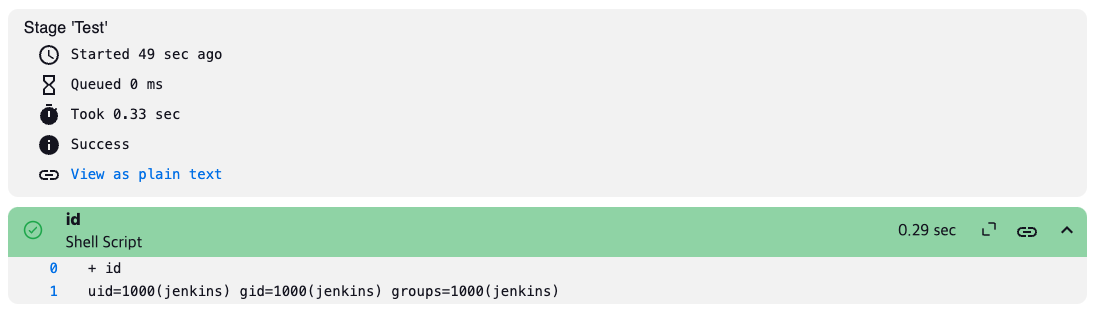 Stage 'Test'
Started 49 sec ago
Queued 0 ms
Took 0.33 sec
Success
View as plain text
id
Shell Script
0.29 sec
0 + id
1 uid=1000(jenkins) gid=1000(jenkins) groups=1000(jenkins)